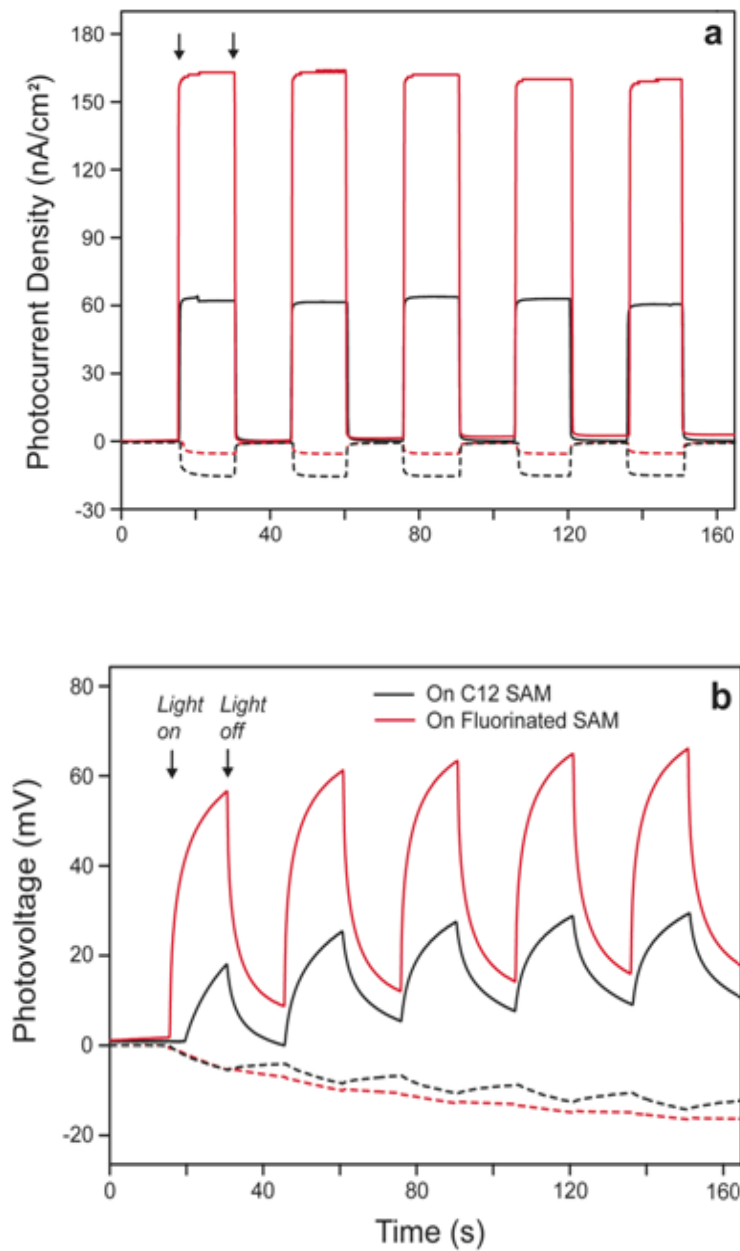 a
Photocurrent Density (nA/cm²)
180
150
120
90
60
30
0
-30
0
40
80
120
160
b
Photovoltage (mV)
80
60
40
20
0
-20
Light on
Light off
On C12 SAM
On Fluorinated SAM
0
40
80
120
160
Time (s)